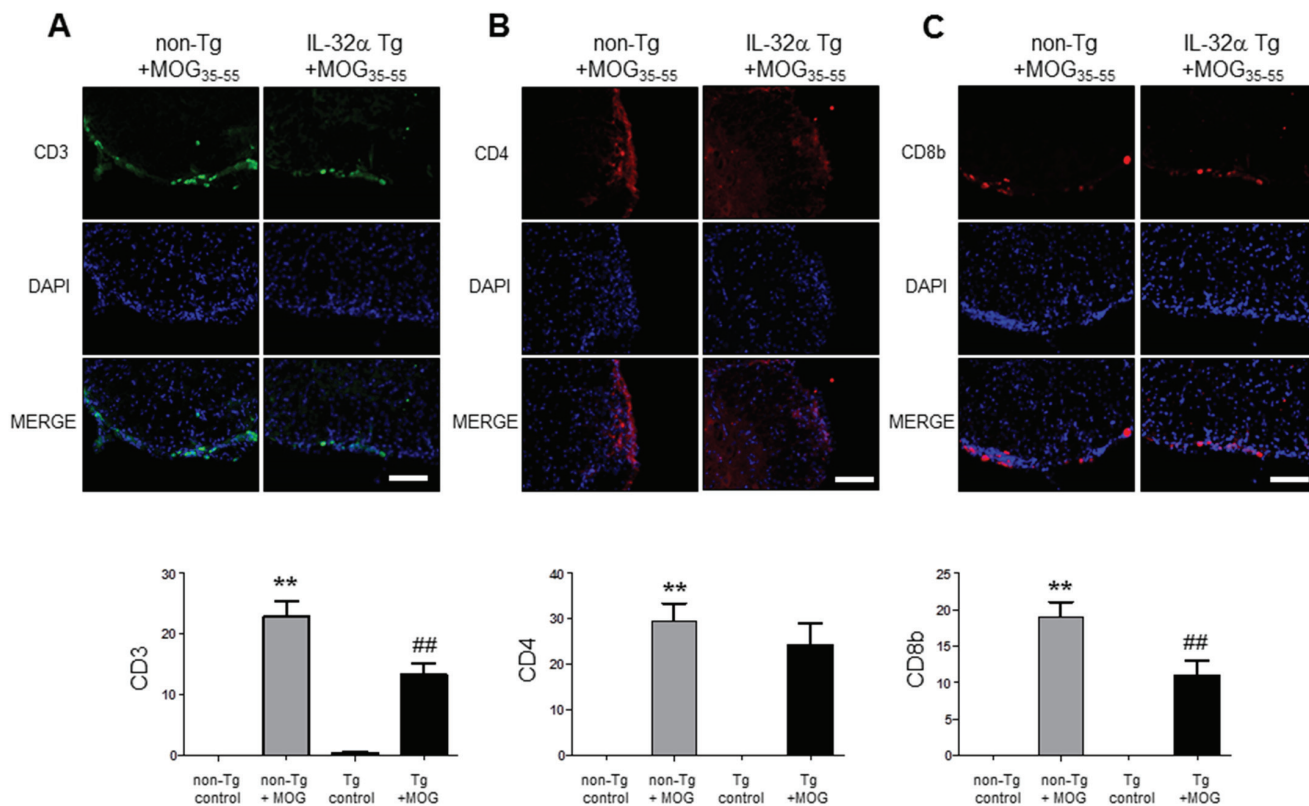 A
non-Tg
+MOG35-55
IL-32α Tg
+MOG35-55
CD3
DAPI
MERGE
B
non-Tg
+MOG35-55
IL-32α Tg
+MOG35-55
CD4
DAPI
MERGE
C
non-Tg
+MOG35-55
IL-32α Tg
+MOG35-55
CD8b
DAPI
MERGE
CD3
30
20
10
0
**
##
non-Tg
control
non-Tg
+ MOG
Tg
control
Tg
+MOG
CD4
40
30
20
10
0
**
non-Tg
control
non-Tg
+ MOG
Tg
control
Tg
+MOG
CD8b
25
20
15
10
5
0
**
##
non-Tg
control
non-Tg
+ MOG
Tg
control
Tg
+MOG